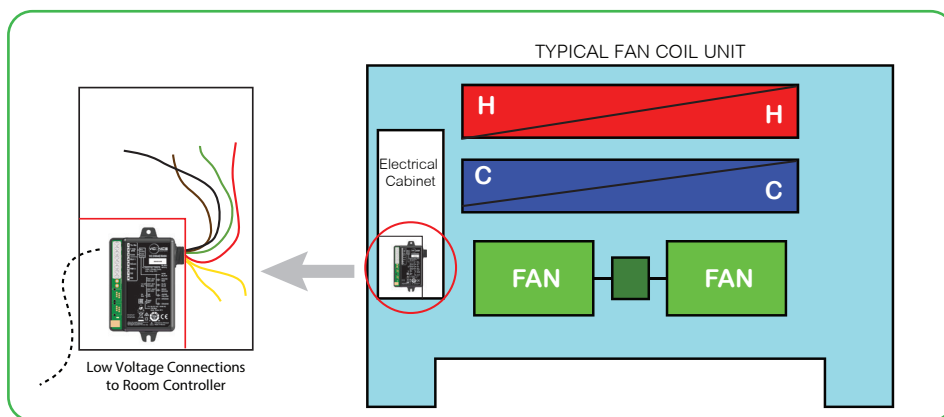 TYPICAL FAN COIL UNIT
H
H
Electrical
Cabinet
C
C
FAN
FAN
Low Voltage Connections
to Room Controller